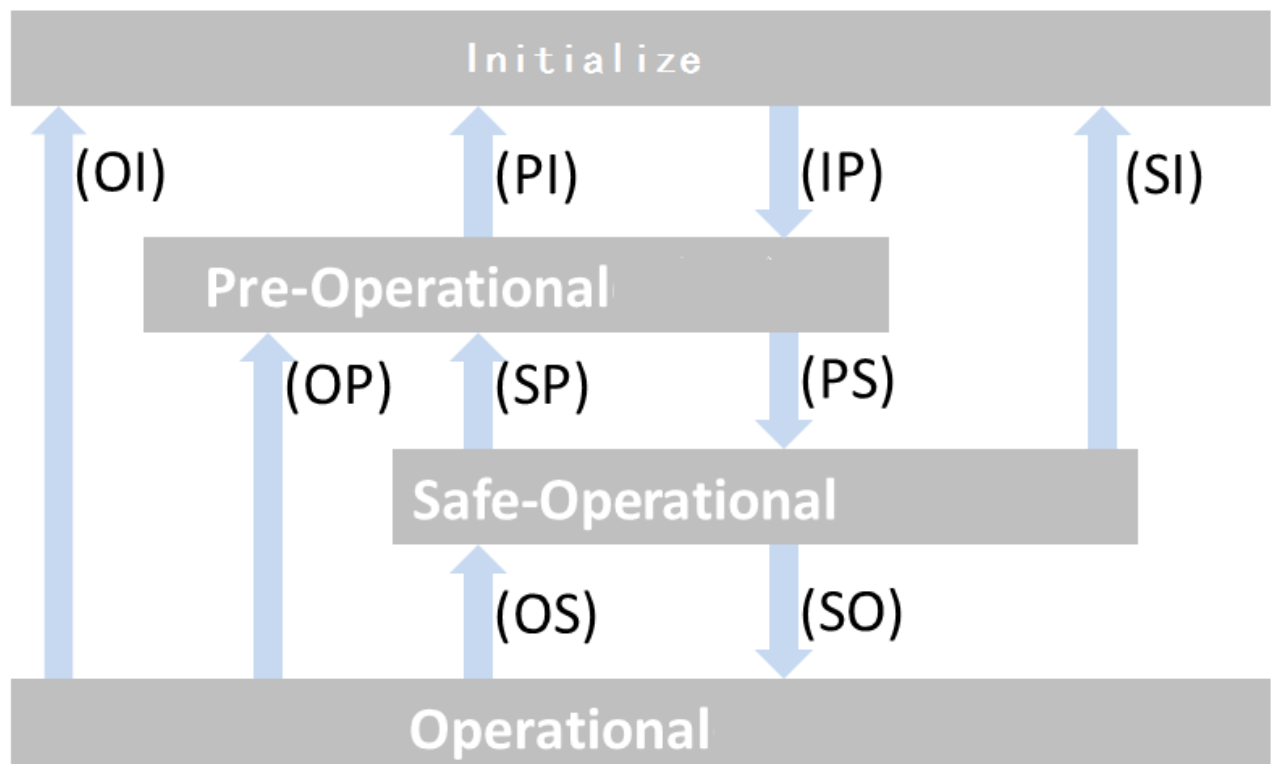 Initialize
(OI)
(PI)
(IP)
(SI)
Pre-Operational
(OP)
(SP)
(PS)
Safe-Operational
(OS)
(SO)
Operational